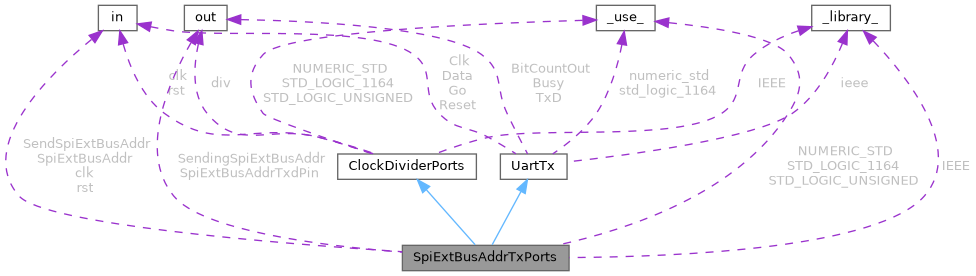 in
out
_use_
_library_
clk
rst
div
NUMERIC_STD
STD_LOGIC_1164
STD_LOGIC_UNSIGNED
Clk
Data
Go
Reset
BitCountOut
Busy
TxD
numeric_std
std_logic_1164
IEEE
ieee
SendSpiExtBusAddr
SpiExtBusAddr
clk
rst
SendingSpiExtBusAddr
SpiExtBusAddrTxdPin
ClockDividerPorts
UartTx
NUMERIC_STD
STD_LOGIC_1164
STD_LOGIC_UNSIGNED
IEEE
SpiExtBusAddrTxPorts